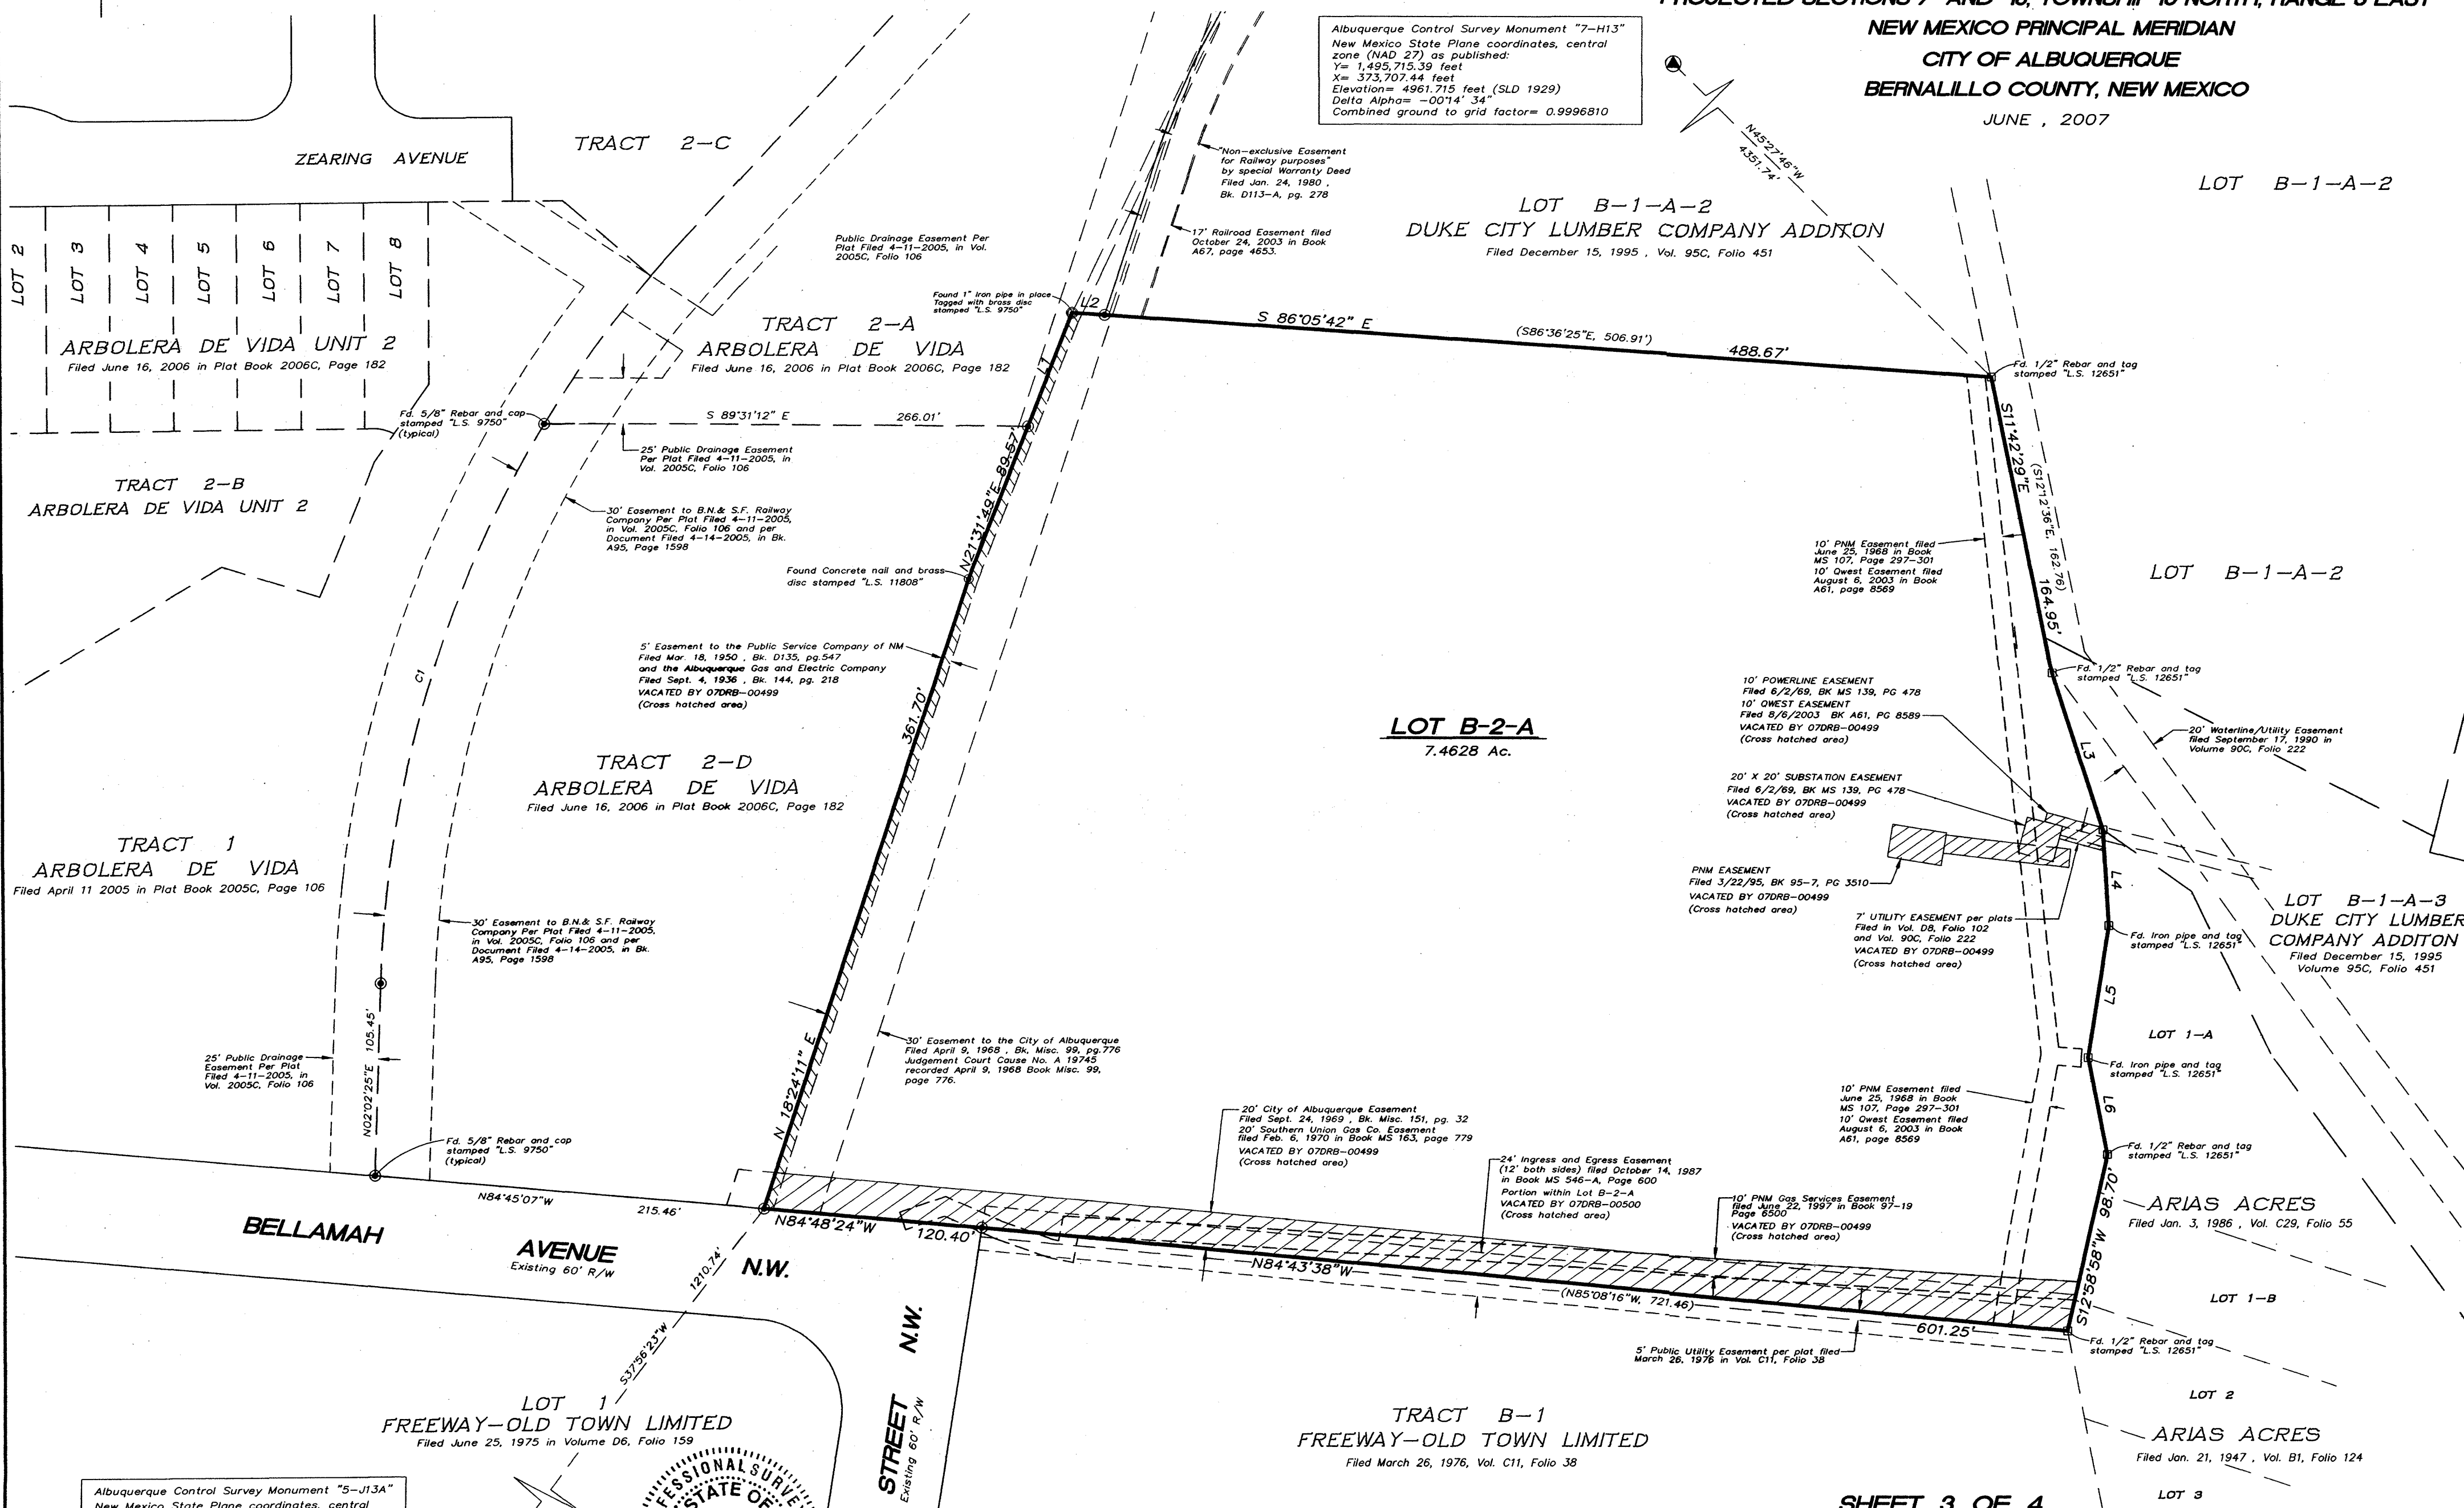 NEW MEXICO PRINCIPAL MERIDIAN
CITY OF ALBUQUERQUE
BERNALILLO COUNTY, NEW MEXICO
JUNE , 2007
Albuquerque Control Survey Monument "7-H13"
New Mexico State Plane coordinates, central
zone (NAD 27) as published:
Y= 1,495,715.39 feet
X= 373,707.44 feet
Elevation= 4961.715 feet (SLD 1929)
Delta Alpha= -00°14' 34"
Combined ground to grid factor= 0.9996810
N45°27'46"W
4351.74'
ZEARING AVENUE
TRACT 2-C
"Non-exclusive Easement
for Railway purposes"
by special Warranty Deed
Filed Jan. 24, 1980 ,
Bk. D113-A, pg. 278
17' Railroad Easement filed
October 24, 2003 in Book
A67, page 4653.
LOT B-1-A-2
DUKE CITY LUMBER COMPANY ADDITON
Filed December 15, 1995 , Vol. 95C, Folio 451
LOT B-1-A-2
LOT 2
LOT 3
LOT 4
LOT 5
LOT 6
LOT 7
LOT 8
ARBOLERA DE VIDA UNIT 2
Filed June 16, 2006 in Plat Book 2006C, Page 182
Public Drainage Easement Per
Plat Filed 4-11-2005, in Vol.
2005C, Folio 106
Found 1" Iron pipe in place
Tagged with brass disc
stamped "L.S. 9750"
L2
TRACT 2-A
ARBOLERA DE VIDA
Filed June 16, 2006 in Plat Book 2006C, Page 182
L1
S 86°05'42" E
(S86°36'25"E, 506.91')
488.67'
Fd. 1/2" Rebar and tag
stamped "L.S. 12651"
Fd. 5/8" Rebar and cap
stamped "L.S. 9750"
(typical)
S 89°31'12" E
266.01'
25' Public Drainage Easement
Per Plat Filed 4-11-2005, in
Vol. 2005C, Folio 106
N21°31'49"E 89.57'
S11°42'29"E
(S12°12'36"E, 162.76)
164.95'
TRACT 2-B
ARBOLERA DE VIDA UNIT 2
30' Easement to B.N.& S.F. Railway
Company Per Plat Filed 4-11-2005,
in Vol. 2005C, Folio 106 and per
Document Filed 4-14-2005, in Bk.
A95, Page 1598
Found Concrete nail and brass
disc stamped "L.S. 11808"
10' PNM Easement filed
June 25, 1968 in Book
MS 107, Page 297-301
10' Qwest Easement filed
August 6, 2003 in Book
A61, page 8569
LOT B-1-A-2
5' Easement to the Public Service Company of NM
Filed Mar. 18, 1950 , Bk. D135, pg.547
and the Albuquerque Gas and Electric Company
Filed Sept. 4, 1936 , Bk. 144, pg. 218
VACATED BY 07DRB-00499
(Cross hatched area)
C1
361.70'
LOT B-2-A
7.4628 Ac.
10' POWERLINE EASEMENT
Filed 6/2/69, BK MS 139, PG 478
10' QWEST EASEMENT
Filed 8/6/2003 BK A61, PG 8589
VACATED BY 07DRB-00499
(Cross hatched area)
Fd. 1/2" Rebar and tag
stamped "L.S. 12651"
20' Waterline/Utility Easement
filed September 17, 1990 in
Volume 90C, Folio 222
L3
TRACT 2-D
ARBOLERA DE VIDA
Filed June 16, 2006 in Plat Book 2006C, Page 182
20' X 20' SUBSTATION EASEMENT
Filed 6/2/69, BK MS 139, PG 478
VACATED BY 07DRB-00499
(Cross hatched area)
TRACT 1
ARBOLERA DE VIDA
Filed April 11 2005 in Plat Book 2005C, Page 106
PNM EASEMENT
Filed 3/22/95, BK 95-7, PG 3510
VACATED BY 07DRB-00499
(Cross hatched area)
L4
LOT B-1-A-3
DUKE CITY LUMBER
COMPANY ADDITON
Filed December 15, 1995
Volume 95C, Folio 451
30' Easement to B.N.& S.F. Railway
Company Per Plat Filed 4-11-2005,
in Vol. 2005C, Folio 106 and per
Document Filed 4-14-2005, in Bk.
A95, Page 1598
7' UTILITY EASEMENT per plats
Filed in Vol. D8, Folio 102
and Vol. 90C, Folio 222
VACATED BY 07DRB-00499
(Cross hatched area)
Fd. Iron pipe and tag
stamped "L.S. 12651"
L5
LOT 1-A
25' Public Drainage
Easement Per Plat
Filed 4-11-2005, in
Vol. 2005C, Folio 106
N02°02'25"E 105.45'
N 18°24'11" E
30' Easement to the City of Albuquerque
Filed April 9, 1968 , Bk. Misc. 99, pg.776
Judgement Court Cause No. A 19745
recorded April 9, 1968 Book Misc. 99,
page 776.
Fd. Iron pipe and tag
stamped "L.S. 12651"
10' PNM Easement filed
June 25, 1968 in Book
MS 107, Page 297-301
10' Qwest Easement filed
August 6, 2003 in Book
A61, page 8569
L6
Fd. 5/8" Rebar and cap
stamped "L.S. 9750"
(typical)
20' City of Albuquerque Easement
Filed Sept. 24, 1969 , Bk. Misc. 151, pg. 32
20' Southern Union Gas Co. Easement
filed Feb. 6, 1970 in Book MS 163, page 779
VACATED BY 07DRB-00499
(Cross hatched area)
24' Ingress and Egress Easement
(12' both sides) filed October 14, 1987
in Book MS 546-A, Page 600
Portion within Lot B-2-A
VACATED BY 07DRB-00500
(Cross hatched area)
10' PNM Gas Services Easement
filed June 22, 1997 in Book 97-19
Page 6500
VACATED BY 07DRB-00499
(Cross hatched area)
Fd. 1/2" Rebar and tag
stamped "L.S. 12651"
ARIAS ACRES
Filed Jan. 3, 1986 , Vol. C29, Folio 55
S12°58'58"W 98.70'
N84°45'07"W
215.46'
BELLAMAH
AVENUE
Existing 60' R/W
N.W.
N84°48'24"W
120.40'
1210.74'
S37°56'23"W
N84°43'38"W
(N85°08'16"W, 721.46)
601.25'
5' Public Utility Easement per plat filed
March 26, 1976 in Vol. C11, Folio 38
LOT 1-B
Fd. 1/2" Rebar and tag
stamped "L.S. 12651"
LOT 2
STREET N.W.
Existing 60' R/W
LOT 1
FREEWAY-OLD TOWN LIMITED
Filed June 25, 1975 in Volume D6, Folio 159
TRACT B-1
FREEWAY-OLD TOWN LIMITED
Filed March 26, 1976, Vol. C11, Folio 38
ARIAS ACRES
Filed Jan. 21, 1947 , Vol. B1, Folio 124
LOT 3
Albuquerque Control Survey Monument "5-J13A"
New Mexico State Plane coordinates, central
STATE OF
SHEET 3 OF 4